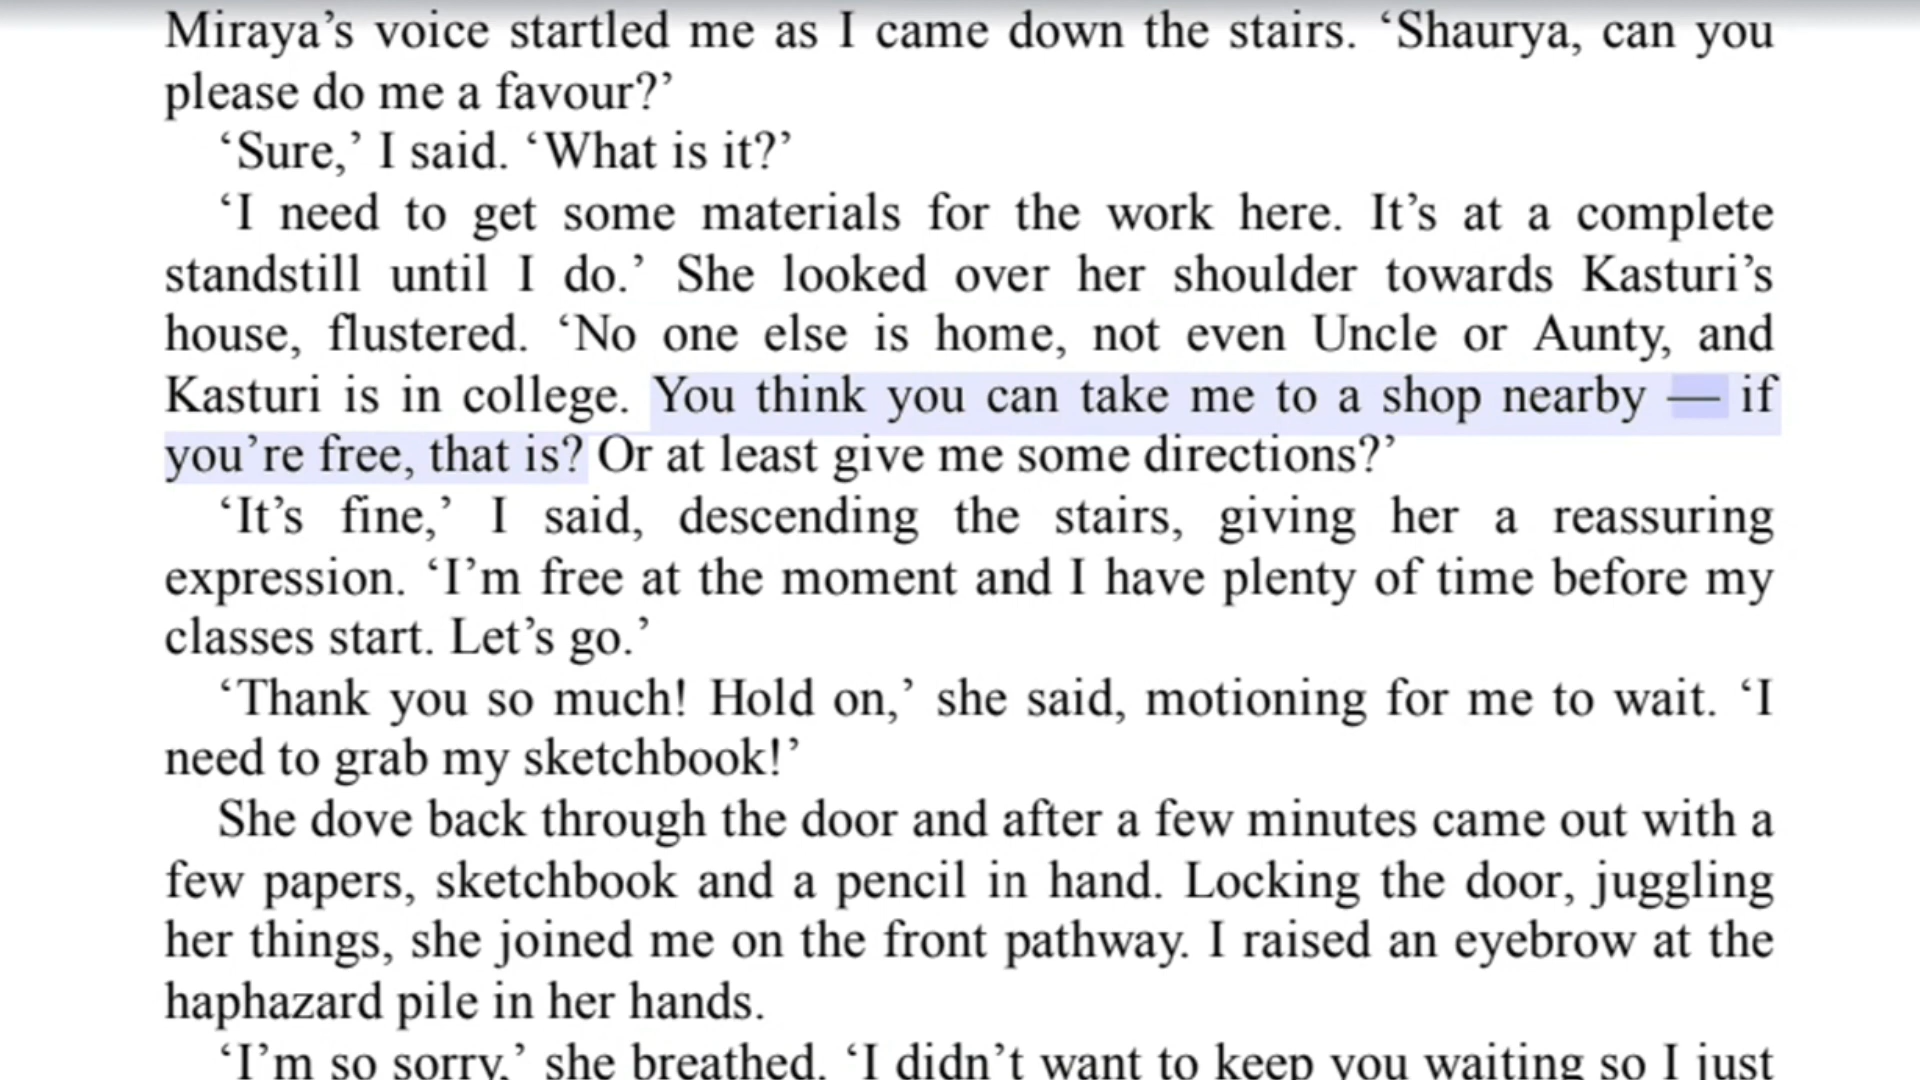 Miraya’s voice startled me as I came down the stairs. ‘Shaurya, can you
please do me a favour?’
‘Sure,’ I said. ‘What is it?’
‘I need to get some materials for the work here. It’s at a complete
standstill until I do.’ She looked over her shoulder towards Kasturi’s
house, flustered. ‘No one else is home, not even Uncle or Aunty, and
Kasturi is in college. You think you can take me to a shop nearby — if
you’re free, that is? Or at least give me some directions?’
‘It’s fine,’ I said, descending the stairs, giving her a reassuring
expression. ‘I’m free at the moment and I have plenty of time before my
classes start. Let’s go.’
‘Thank you so much! Hold on,’ she said, motioning for me to wait. ‘I
need to grab my sketchbook!’
She dove back through the door and after a few minutes came out with a
few papers, sketchbook and a pencil in hand. Locking the door, juggling
her things, she joined me on the front pathway. I raised an eyebrow at the
haphazard pile in her hands.
‘I’m so sorry,’ she breathed. ‘I didn’t want to keep you waiting so I just